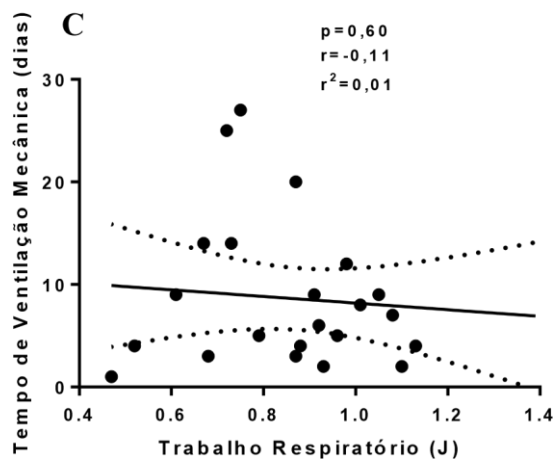 C
p=0,60
r=-0,11
r²=0,01
Tempo de Ventilação Mecânica (dias)
30
20
10
0
0.4 0.6 0.8 1.0 1.2 1.4
Trabalho Respiratório (J)